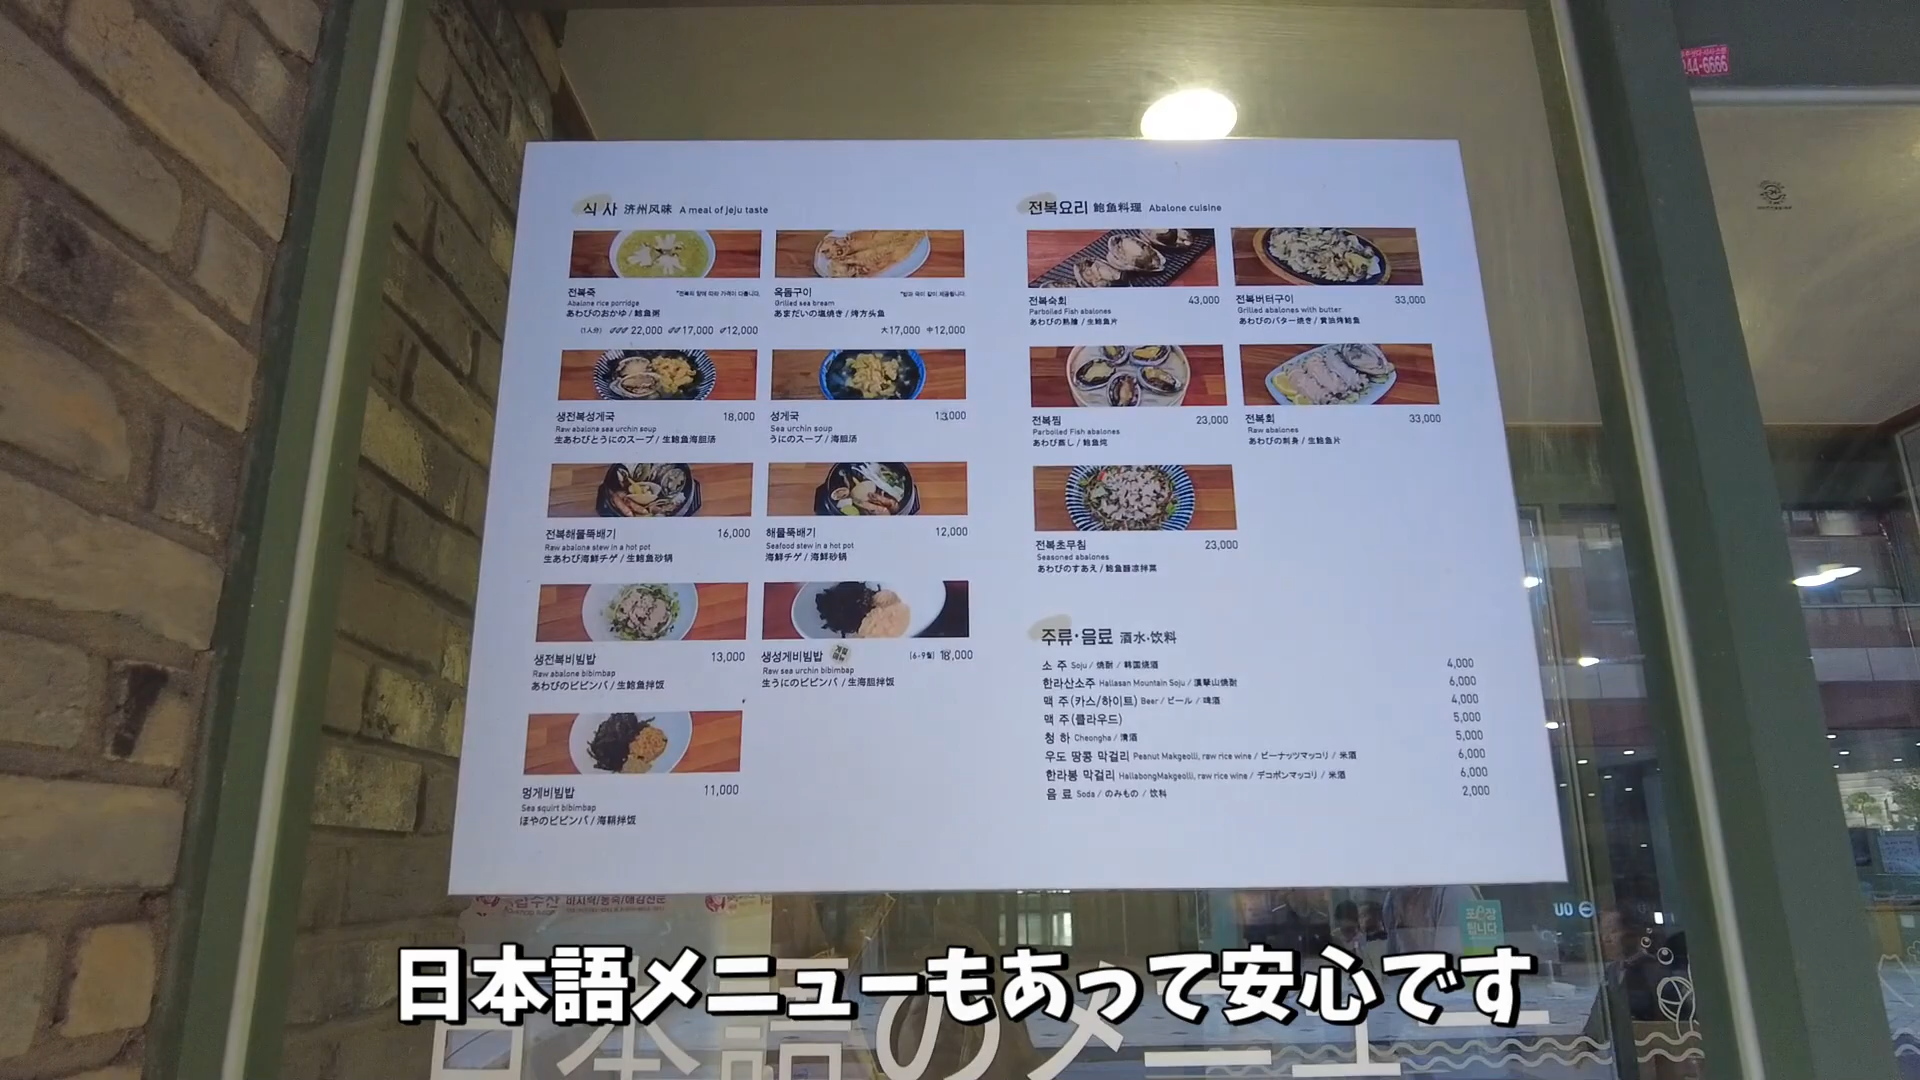 244-6666
식 사 济州风味 A meal of jeju taste
전복죽
Abalone rice porridge
あわびのおかゆ / 鲍鱼粥
(1人分) 22,000 17,000 12,000
옥돔구이
Grilled sea bream
あまだいの塩焼き / 烤方头鱼
大17,000 中12,000
생전복성게국 18,000
Raw abalone sea urchin soup
生あわびとうにのスープ / 生鲍鱼海胆汤
성게국
Sea urchin soup
うにのスープ / 海胆汤
전복해물뚝배기 16,000
Raw abalone stew in a hot pot
生あわび海鮮チゲ / 生鲍鱼砂锅
해물뚝배기 12,000
Seafood stew in a hot pot
海鮮チゲ / 海鲜砂锅
생전복비빔밥 13,000
Raw abalone bibimbap
あわびのビビンバ / 生鲍鱼拌饭
생성게비빔밥 (6-9월)
Raw sea urchin bibimbap
生うにのビビンバ / 生海胆拌饭
멍게비빔밥 11,000
Sea squirt bibimbap
ほやのビビンバ / 海鞘拌饭
전복요리 鲍鱼料理 Abalone cuisine
전복숙회 43,000
Parboiled Fish abalones
あわびの熟膾 / 生鲍鱼片
전복버터구이 33,000
Grilled abalones with butter
あわびのバター焼き / 黄油烤鲍鱼
전복찜 23,000
Parboiled Fish abalones
あわび蒸し / 鲍鱼炖
전복회 33,000
Raw abalones
あわびの刺身 / 生鲍鱼片
전복초무침 23,000
Seasoned abalones
あわびのすあえ / 鲍鱼醋凉拌菜
주류·음료 酒水·饮料
소 주 Soju / 焼酎 / 韩国烧酒 4,000
한라산소주 Hallasan Mountain Soju / 漢拏山焼酎 6,000
맥 주(카스/하이트) Beer / ビール / 啤酒 4,000
맥 주(클라우드) 5,000
청 하 Cheongha / 清酒 5,000
우도 땅콩 막걸리 Peanut Makgeolli, raw rice wine / ピーナッツマッコリ / 米酒 6,000
한라봉 막걸리 HallabongMakgeolli, raw rice wine / デコポンマッコリ / 米酒 6,000
음 료 Soda / のみもの / 饮料 2,000
日本語メニューもあって安心です
日本語のメニュー